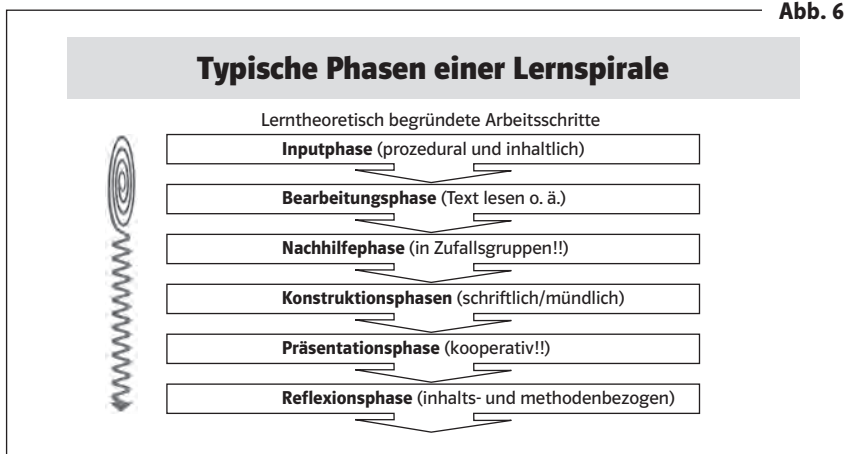 Abb. 6
Typische Phasen einer Lernspirale
Lerntheoretisch begründete Arbeitsschritte
Inputphase (prozedural und inhaltlich)
Bearbeitungsphase (Text lesen o. ä.)
Nachhilfephase (in Zufallsgruppen!!)
Konstruktionsphasen (schriftlich/mündlich)
Präsentationsphase (kooperativ!!)
Reflexionsphase (inhalts- und methodenbezogen)